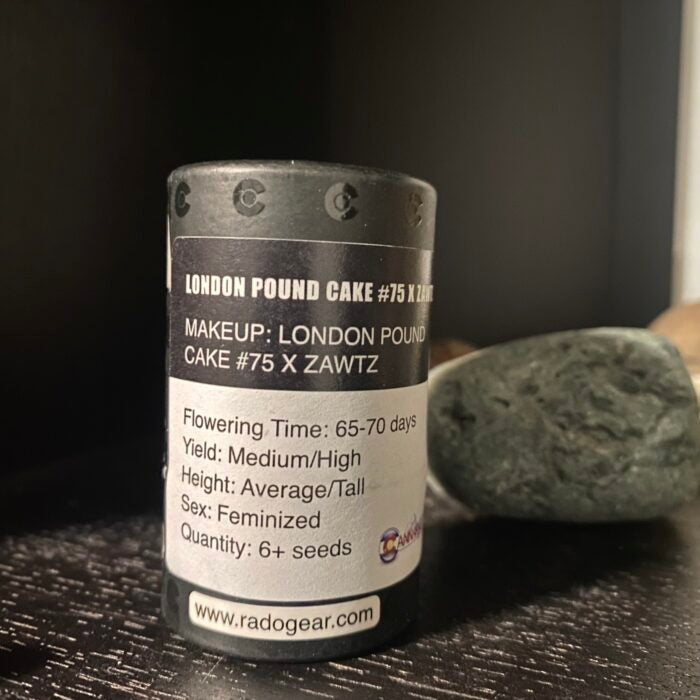 LONDON POUND CAKE #75 X
MAKEUP: LONDON POUND
CAKE #75 X ZAWTZ
Flowering Time: 65-70 days
Yield: Medium/High
Height: Average/Tall
Sex: Feminized
Quantity: 6+ seeds
www.radogear.com